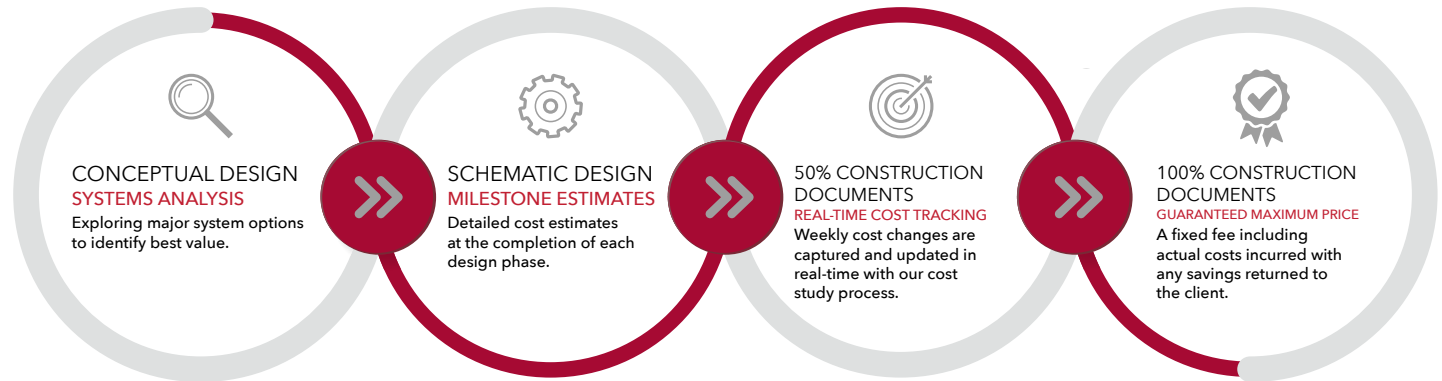 CONCEPTUAL DESIGN
SYSTEMS ANALYSIS
Exploring major system options
to identify best value.
SCHEMATIC DESIGN
MILESTONE ESTIMATES
Detailed cost estimates
at the completion of each
design phase.
50% CONSTRUCTION
DOCUMENTS
REAL-TIME COST TRACKING
Weekly cost changes are
captured and updated in
real-time with our cost
study process.
100% CONSTRUCTION
DOCUMENTS
GUARANTEED MAXIMUM PRICE
A fixed fee including
actual costs incurred with
any savings returned to
the client.